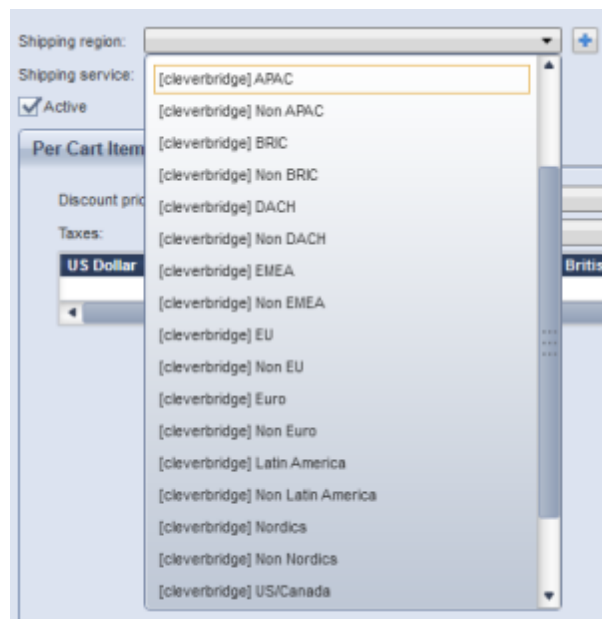 Shipping region:
Shipping service:
Active
Per Cart Item
Discount pric
Taxes:
US Dollar
Britis
[cleverbridge] APAC
[cleverbridge] Non APAC
[cleverbridge] BRIC
[cleverbridge] Non BRIC
[cleverbridge] DACH
[cleverbridge] Non DACH
[cleverbridge] EMEA
[cleverbridge] Non EMEA
[cleverbridge] EU
[cleverbridge] Non EU
[cleverbridge] Euro
[cleverbridge] Non Euro
[cleverbridge] Latin America
[cleverbridge] Non Latin America
[cleverbridge] Nordics
[cleverbridge] Non Nordics
[cleverbridge] US/Canada